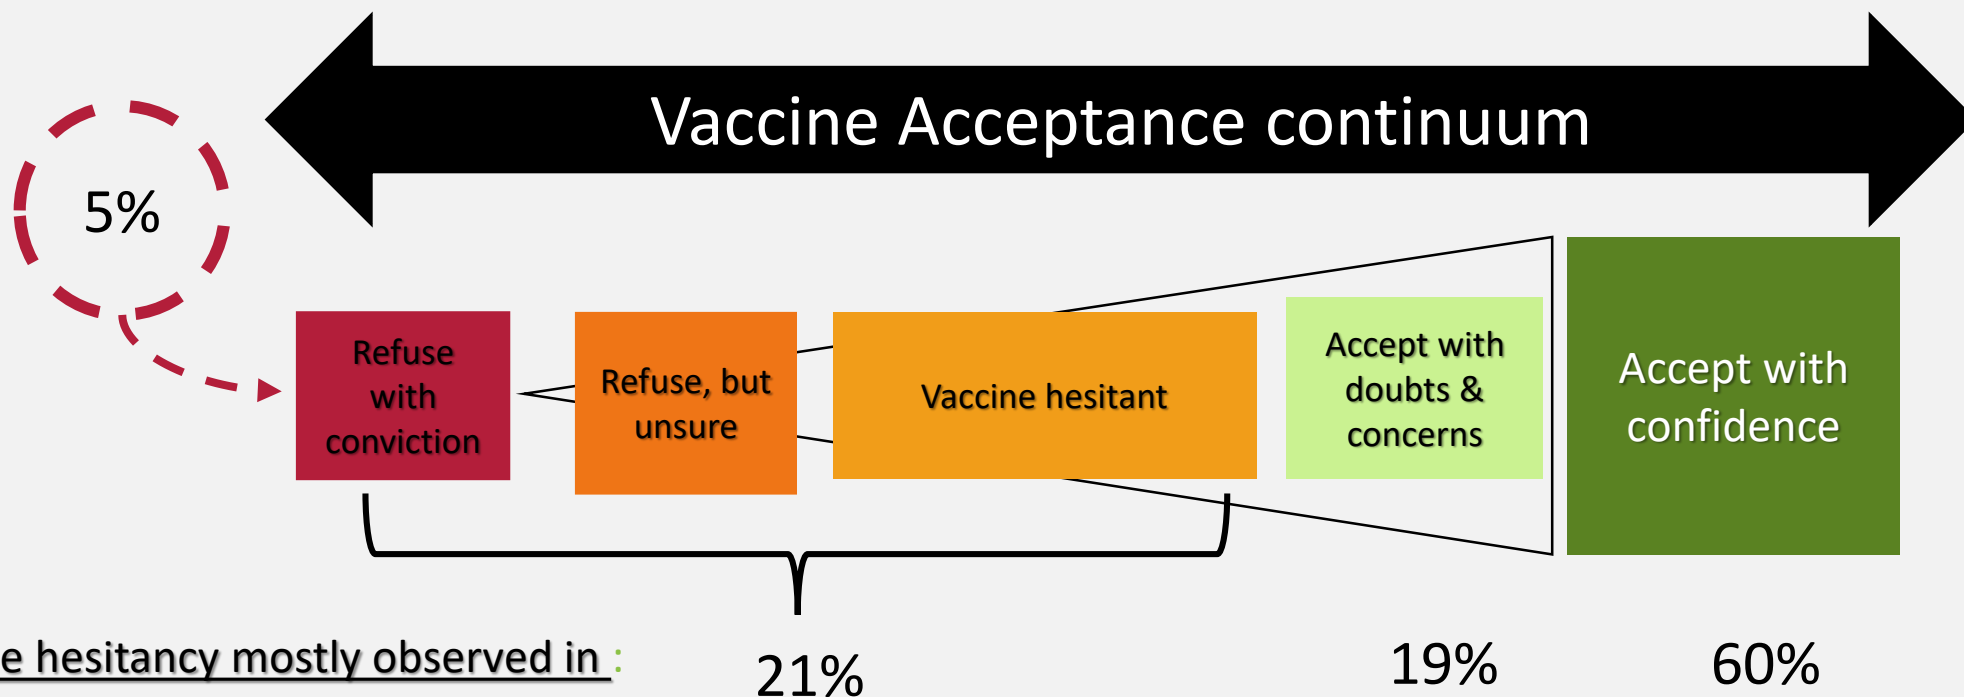 Vaccine Acceptance continuum
5%
Refuse
with
conviction
Refuse, but
unsure
Vaccine hesitant
Accept with
doubts &
concerns
Accept with
confidence
e hesitancy mostly observed in :
21%
19%
60%